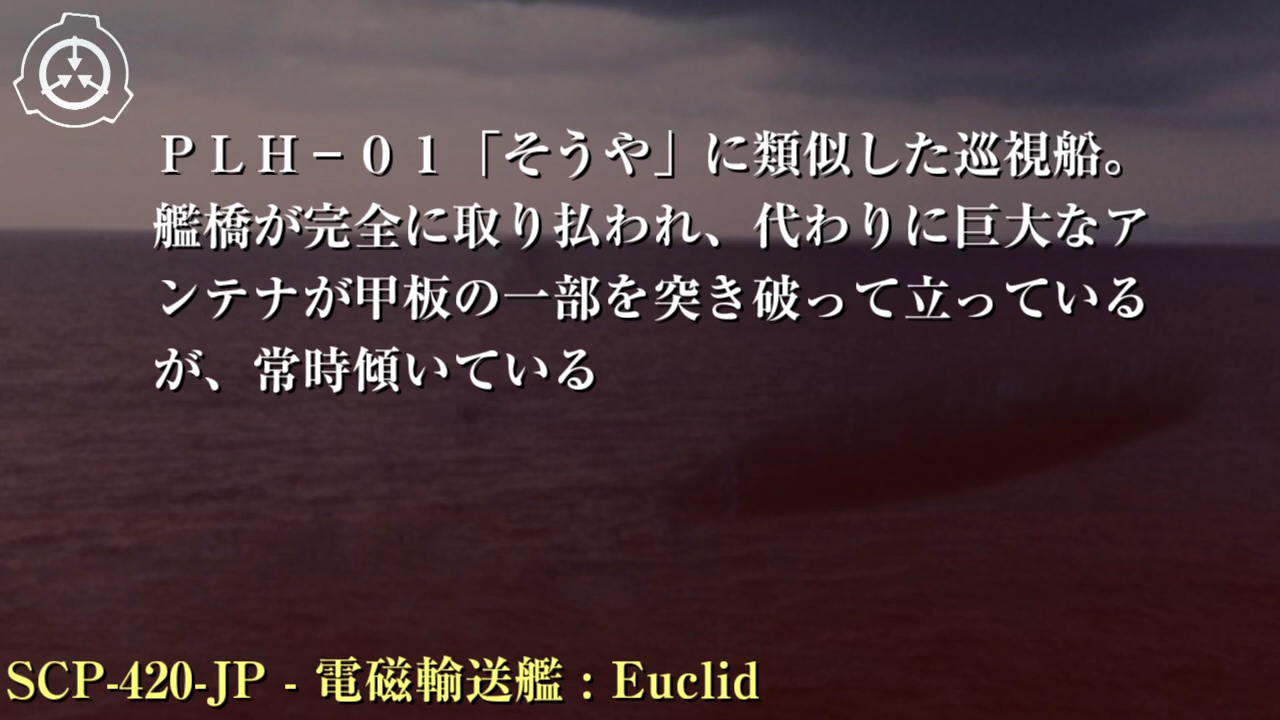 ＰＬＨ－０１「そうや」に類似した巡視船。
艦橋が完全に取り払われ、代わりに巨大なア
ンテナが甲板の一部を突き破って立っている
が、常時傾いている
SCP-420-JP - 電磁輸送艦：Euclid